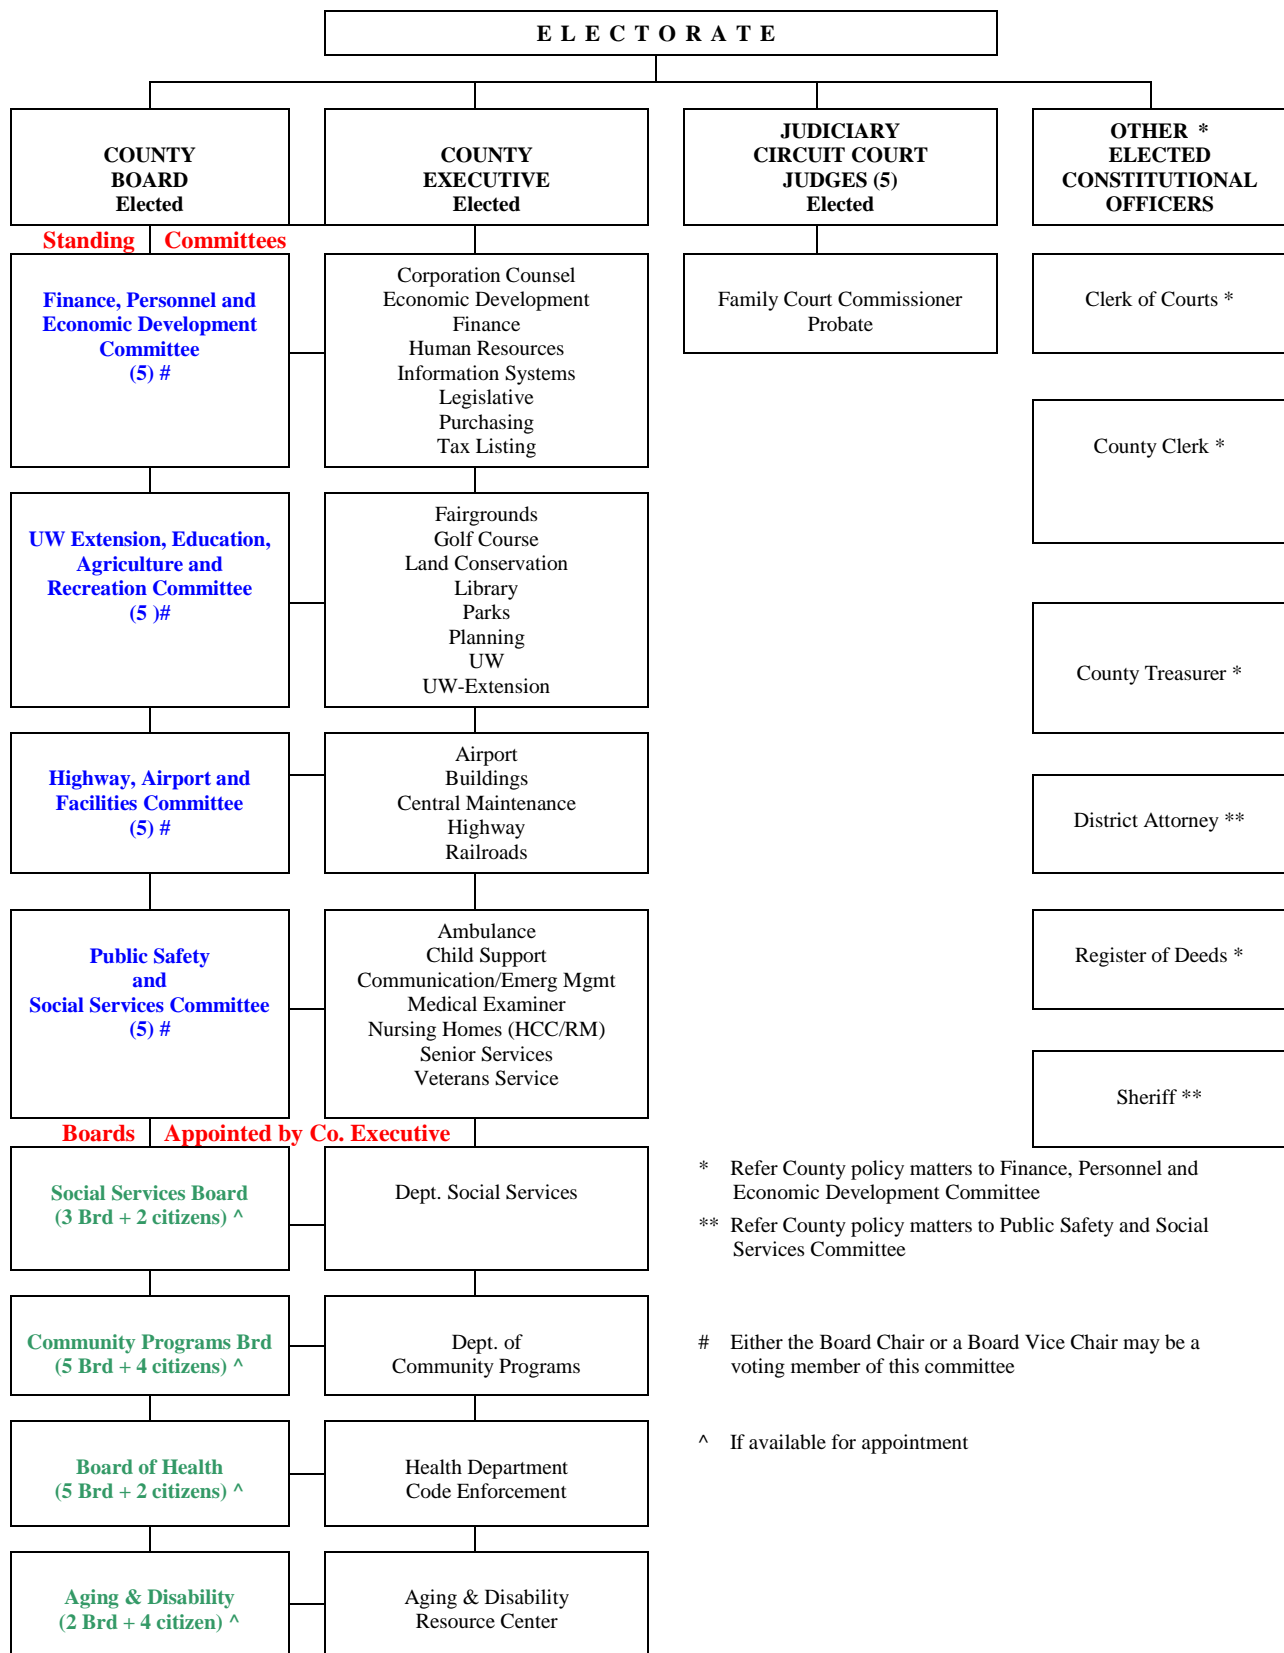 E L E C T O R A T E
COUNTY
BOARD
Elected
COUNTY
EXECUTIVE
Elected
JUDICIARY
CIRCUIT COURT
JUDGES (5)
Elected
OTHER *
ELECTED
CONSTITUTIONAL
OFFICERS
Standing Committees
Finance, Personnel and
Economic Development
Committee
(5) #
Corporation Counsel
Economic Development
Finance
Human Resources
Information Systems
Legislative
Purchasing
Tax Listing
Family Court Commissioner
Probate
Clerk of Courts *
County Clerk *
UW Extension, Education,
Agriculture and
Recreation Committee
(5 )#
Fairgrounds
Golf Course
Land Conservation
Library
Parks
Planning
UW
UW-Extension
County Treasurer *
Highway, Airport and
Facilities Committee
(5) #
Airport
Buildings
Central Maintenance
Highway
Railroads
District Attorney **
Public Safety
and
Social Services Committee
(5) #
Ambulance
Child Support
Communication/Emerg Mgmt
Medical Examiner
Nursing Homes (HCC/RM)
Senior Services
Veterans Service
Register of Deeds *
Sheriff **
Boards Appointed by Co. Executive
Social Services Board
(3 Brd + 2 citizens) ^
Dept. Social Services
* Refer County policy matters to Finance, Personnel and
Economic Development Committee
** Refer County policy matters to Public Safety and Social
Services Committee
Community Programs Brd
(5 Brd + 4 citizens) ^
Dept. of
Community Programs
# Either the Board Chair or a Board Vice Chair may be a
voting member of this committee
Board of Health
(5 Brd + 2 citizens) ^
Health Department
Code Enforcement
^ If available for appointment
Aging & Disability
(2 Brd + 4 citizen) ^
Aging & Disability
Resource Center